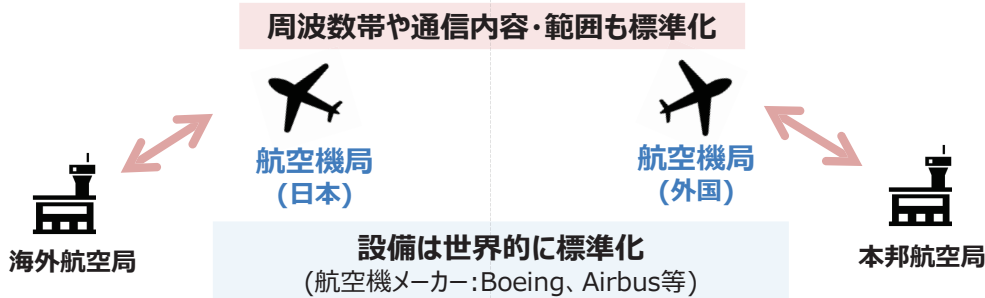 周波数帯や通信内容・範囲も標準化
航空機局
(日本)
航空機局
(外国)
海外航空局
本邦航空局
設備は世界的に標準化
(航空機メーカー:Boeing、Airbus等)